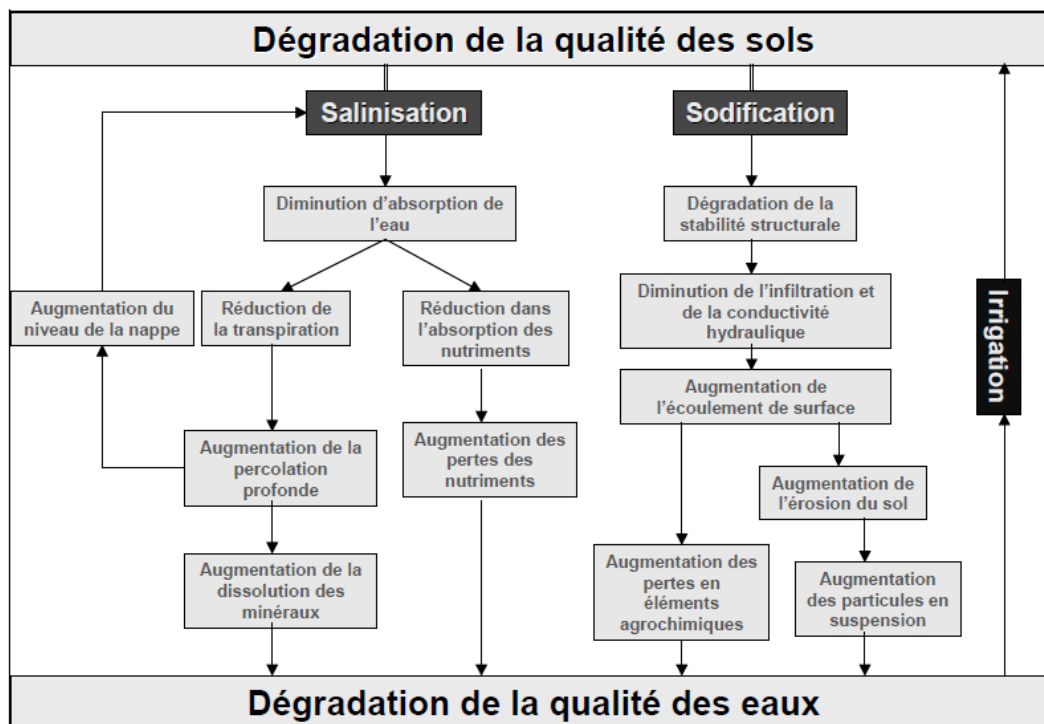 Dégradation de la qualité des sols
Salinisation
Sodification
Diminution d'absorption de
l'eau
Dégradation de la
stabilité structurale
Augmentation du
niveau de la nappe
Réduction de
la transpiration
Réduction dans
l'absorption des
nutriments
Diminution de l'infiltration et
de la conductivité
hydraulique
Irrigation
Augmentation de
l'écoulement de surface
Augmentation de la
percolation
profonde
Augmentation des
pertes des
nutriments
Augmentation de
l'érosion du sol
Augmentation de la
dissolution des
minéraux
Augmentation des
pertes en
éléments
agrochimiques
Augmentation
des particules en
suspension
Dégradation de la qualité des eaux